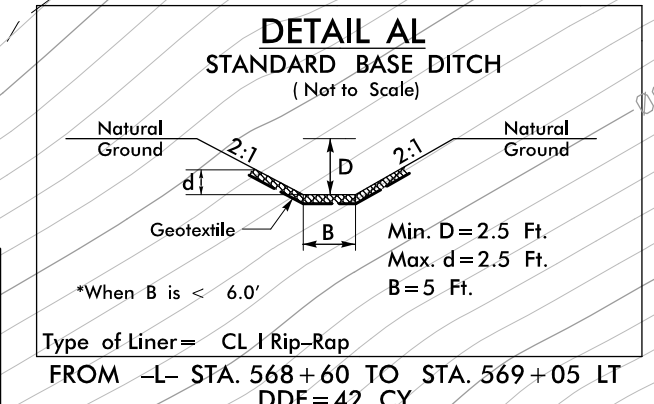 DETAIL AL
STANDARD BASE DITCH
( Not to Scale)
Natural
Ground
2:1
D
2:1
Natural
Ground
d
Geotextile
B
Min. D=2.5 Ft.
Max. d=2.5 Ft.
B=5 Ft.
*When B is < 6.0'
Type of Liner= CL I Rip-Rap
FROM -L- STA. 568+60 TO STA. 569+05 LT
DDE=42 CY